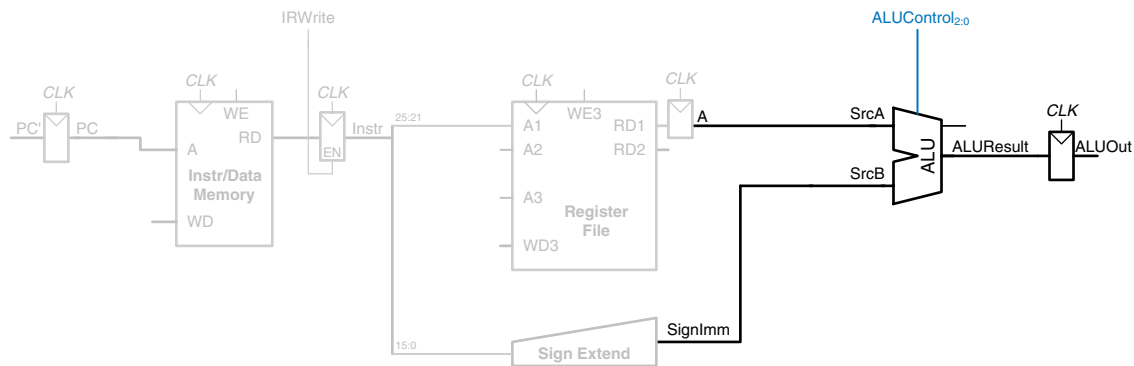 IRWrite
ALUControl2:0
CLK
CLK
CLK
CLK
CLK
CLK
PC'
PC
WE
RD
A
Instr/Data
Memory
WD
EN
Instr
25:21
15:0
WE3
A1
A2
A3
WD3
RD1
RD2
Register
File
A
SrcA
SrcB
ALU
ALUResult
ALUOut
SignImm
Sign Extend